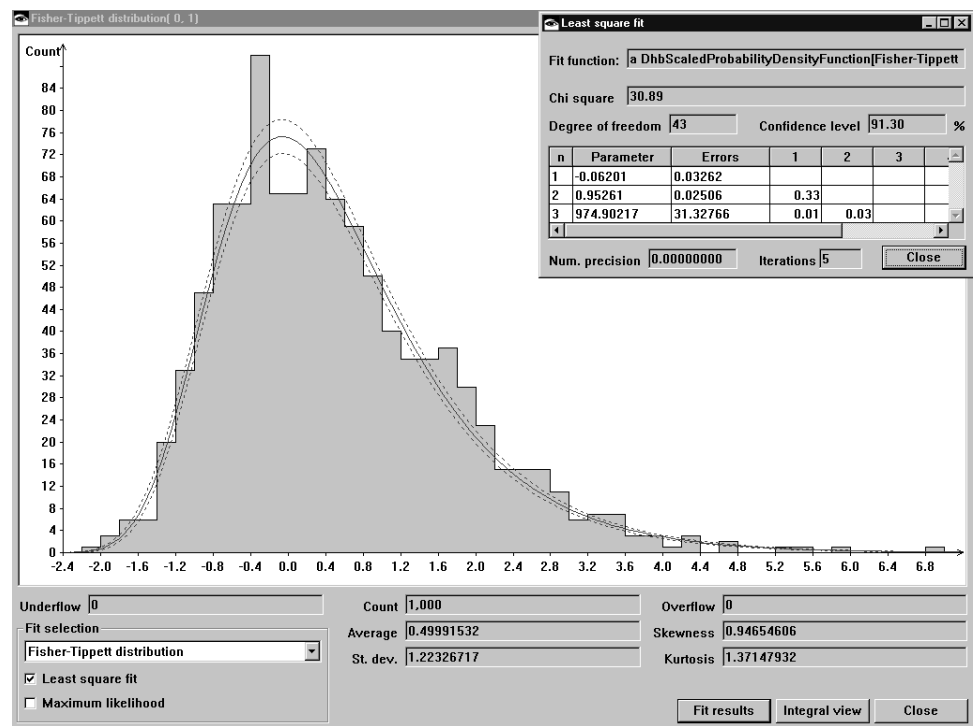 Fisher-Tippett distribution( 0, 1)
Count
84
80
76
72
68
64
60
56
52
48
44
40
36
32
28
24
20
16
12
8
4
0
-2.4 -2.0 -1.6 -1.2 -0.8 -0.4 0.0 0.4 0.8 1.2 1.6 2.0 2.4 2.8 3.2 3.6 4.0 4.4 4.8 5.2 5.6 6.0 6.4 6.8
Least square fit
Fit function: a DhbScaledProbabilityDensityFunction[Fisher-Tippett
Chi square 30.89
Degree of freedom 43 Confidence level 91.30 %
n Parameter Errors 1 2 3
1 -0.06201 0.03262
2 0.95261 0.02506 0.33
3 974.90217 31.32766 0.01 0.03
Num. precision 0.00000000 Iterations 5 Close
Underflow 0 Count 1,000 Overflow 0
Average 0.49991532 Skewness 0.94654606
St. dev. 1.22326717 Kurtosis 1.37147932
Fit selection
Fisher-Tippett distribution
Least square fit
Maximum likelihood
Fit results Integral view Close